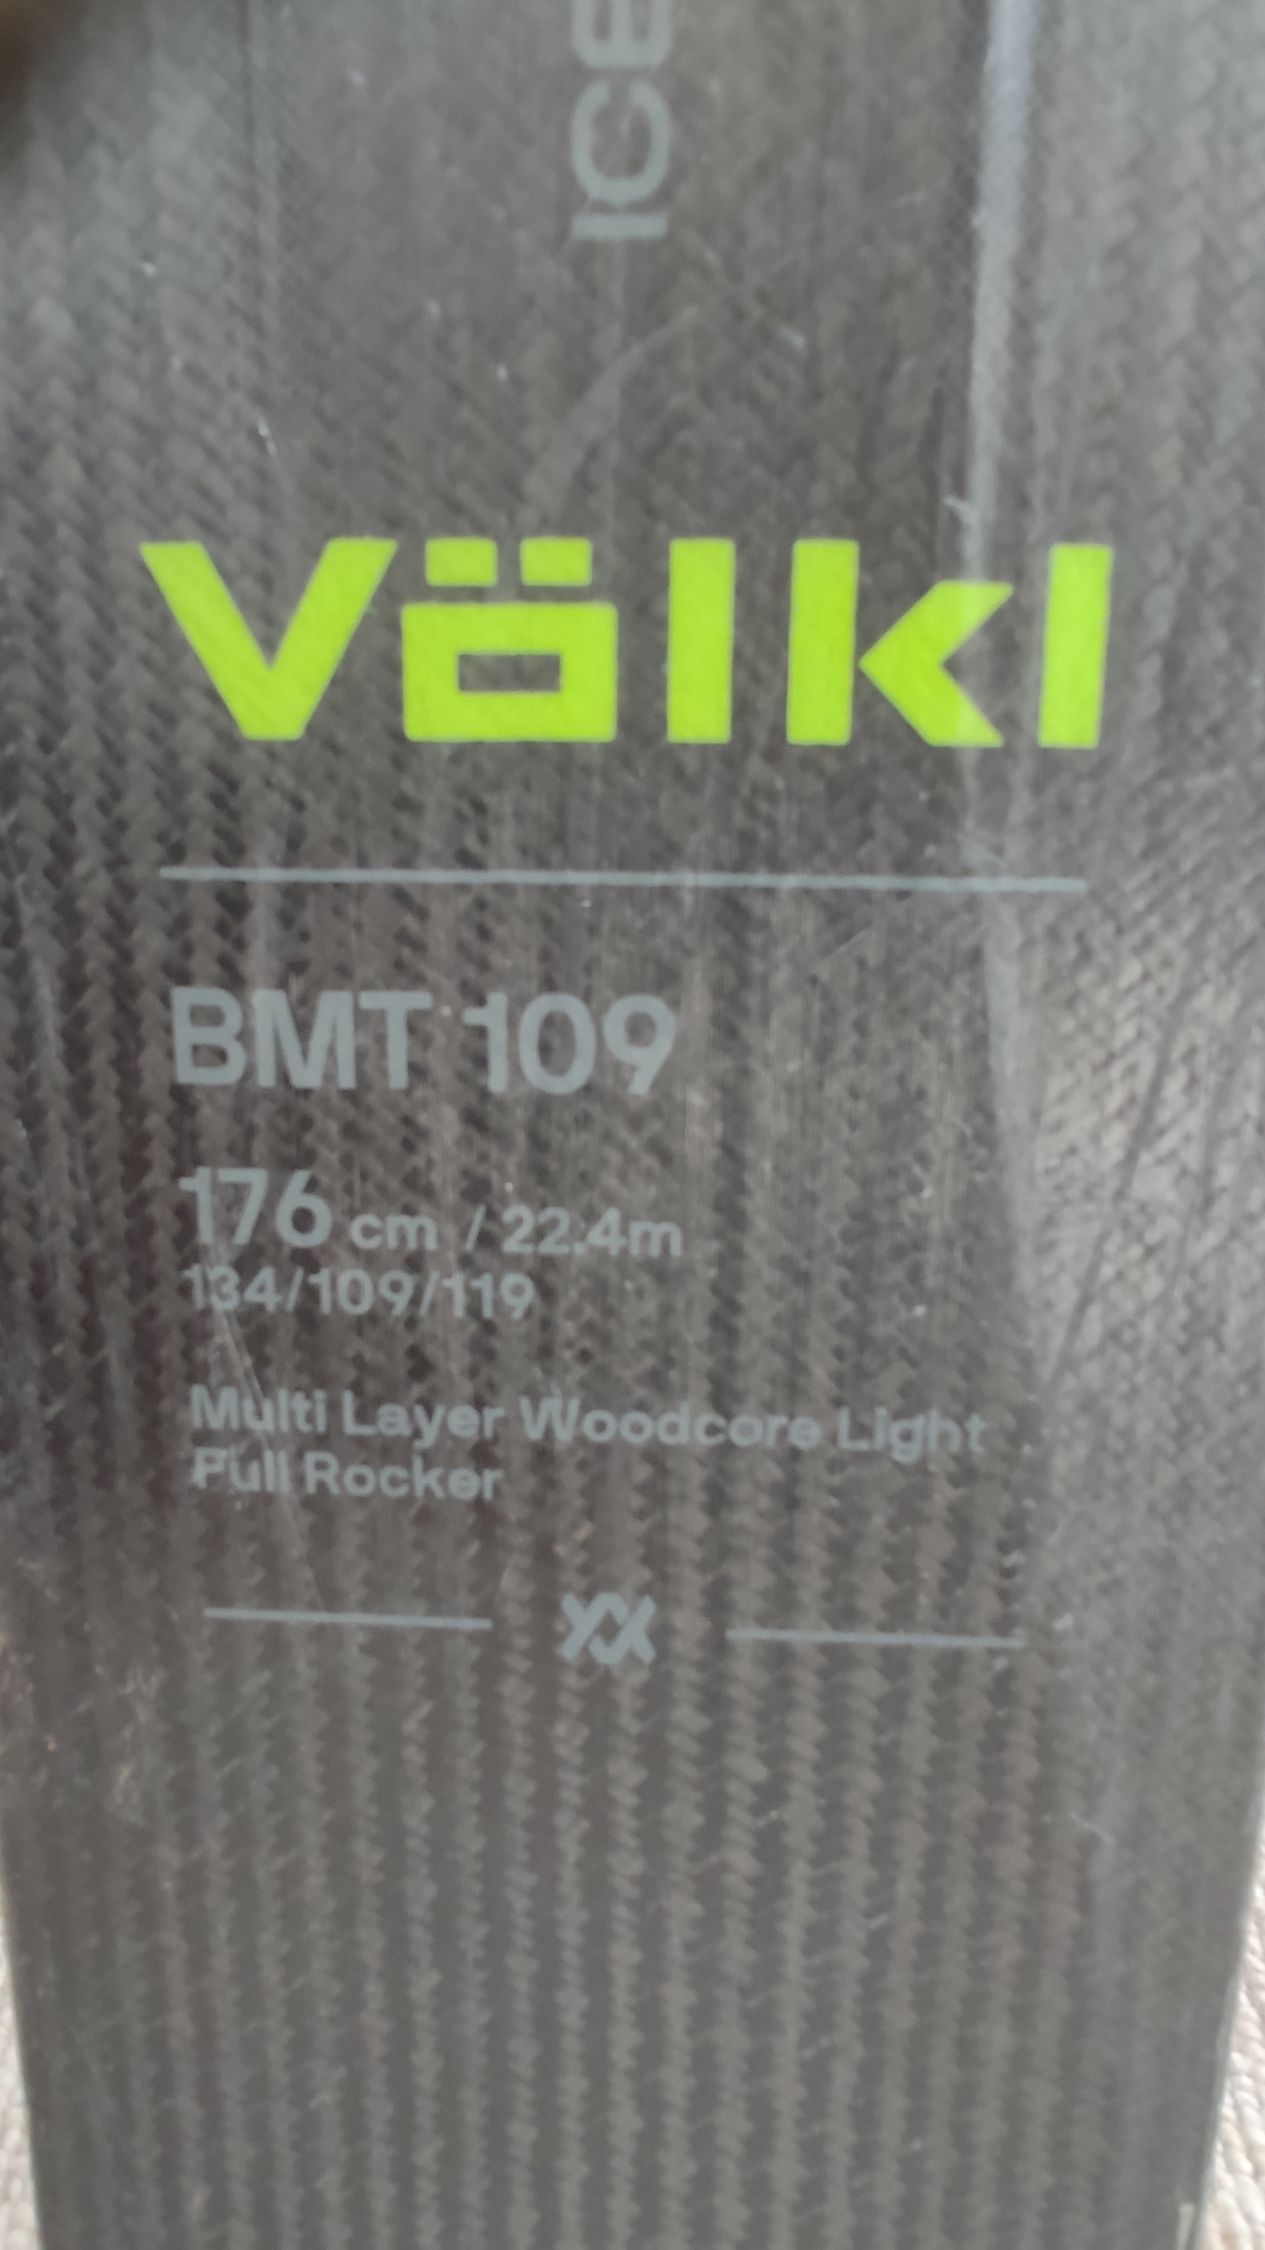 ICE
Völkl
BMT 109
176 cm / 22.4m
134/109/119
Multi Layer Woodcore Light
Full Rocker